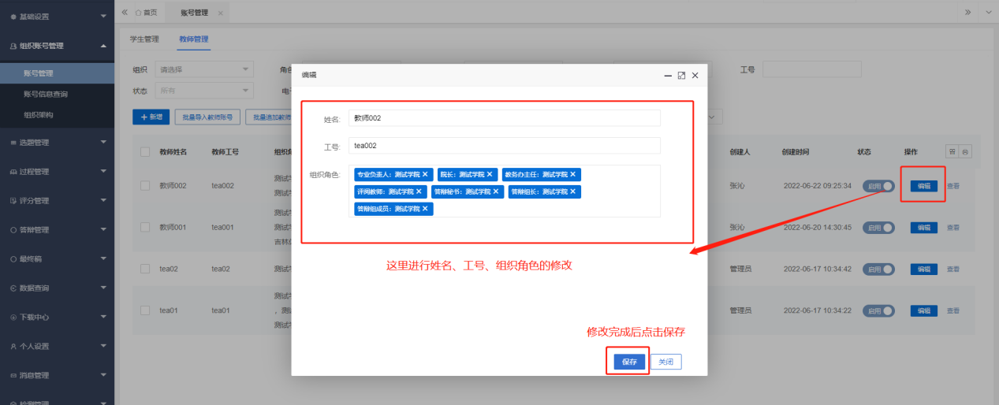 基础设置
首页
账号管理
组织账号管理
学生管理
教师管理
账号管理
账号信息查询
组织架构
组织
请选择
角色
工号
状态
所有
电子
新增
批量导入教师账号
批量追加教师
选题管理
过程管理
评分管理
答辩管理
最终稿
数据查询
下载中心
个人设置
消息管理
检测管理
教师姓名
教师工号
组织角
创建人
创建时间
状态
操作
教师002
tea002
测试学
测试学
张沁
2022-06-22 09:25:34
启用
编辑
查看
教师001
tea001
测试学
测试学
吉林化
张沁
2022-06-20 14:30:45
启用
编辑
查看
tea02
tea02
测试学
管理员
2022-06-17 10:34:42
启用
编辑
查看
tea01
tea01
测试学
，测
测试学
管理员
2022-06-17 10:34:22
启用
编辑
查看
编辑
姓名:
教师002
工号:
tea002
组织角色:
专业负责人：测试学院
院长：测试学院
教务办主任：测试学院
评阅教师：测试学院
答辩秘书：测试学院
答辩组长：测试学院
答辩组成员：测试学院
这里进行姓名、工号、组织角色的修改
修改完成后点击保存
保存
关闭